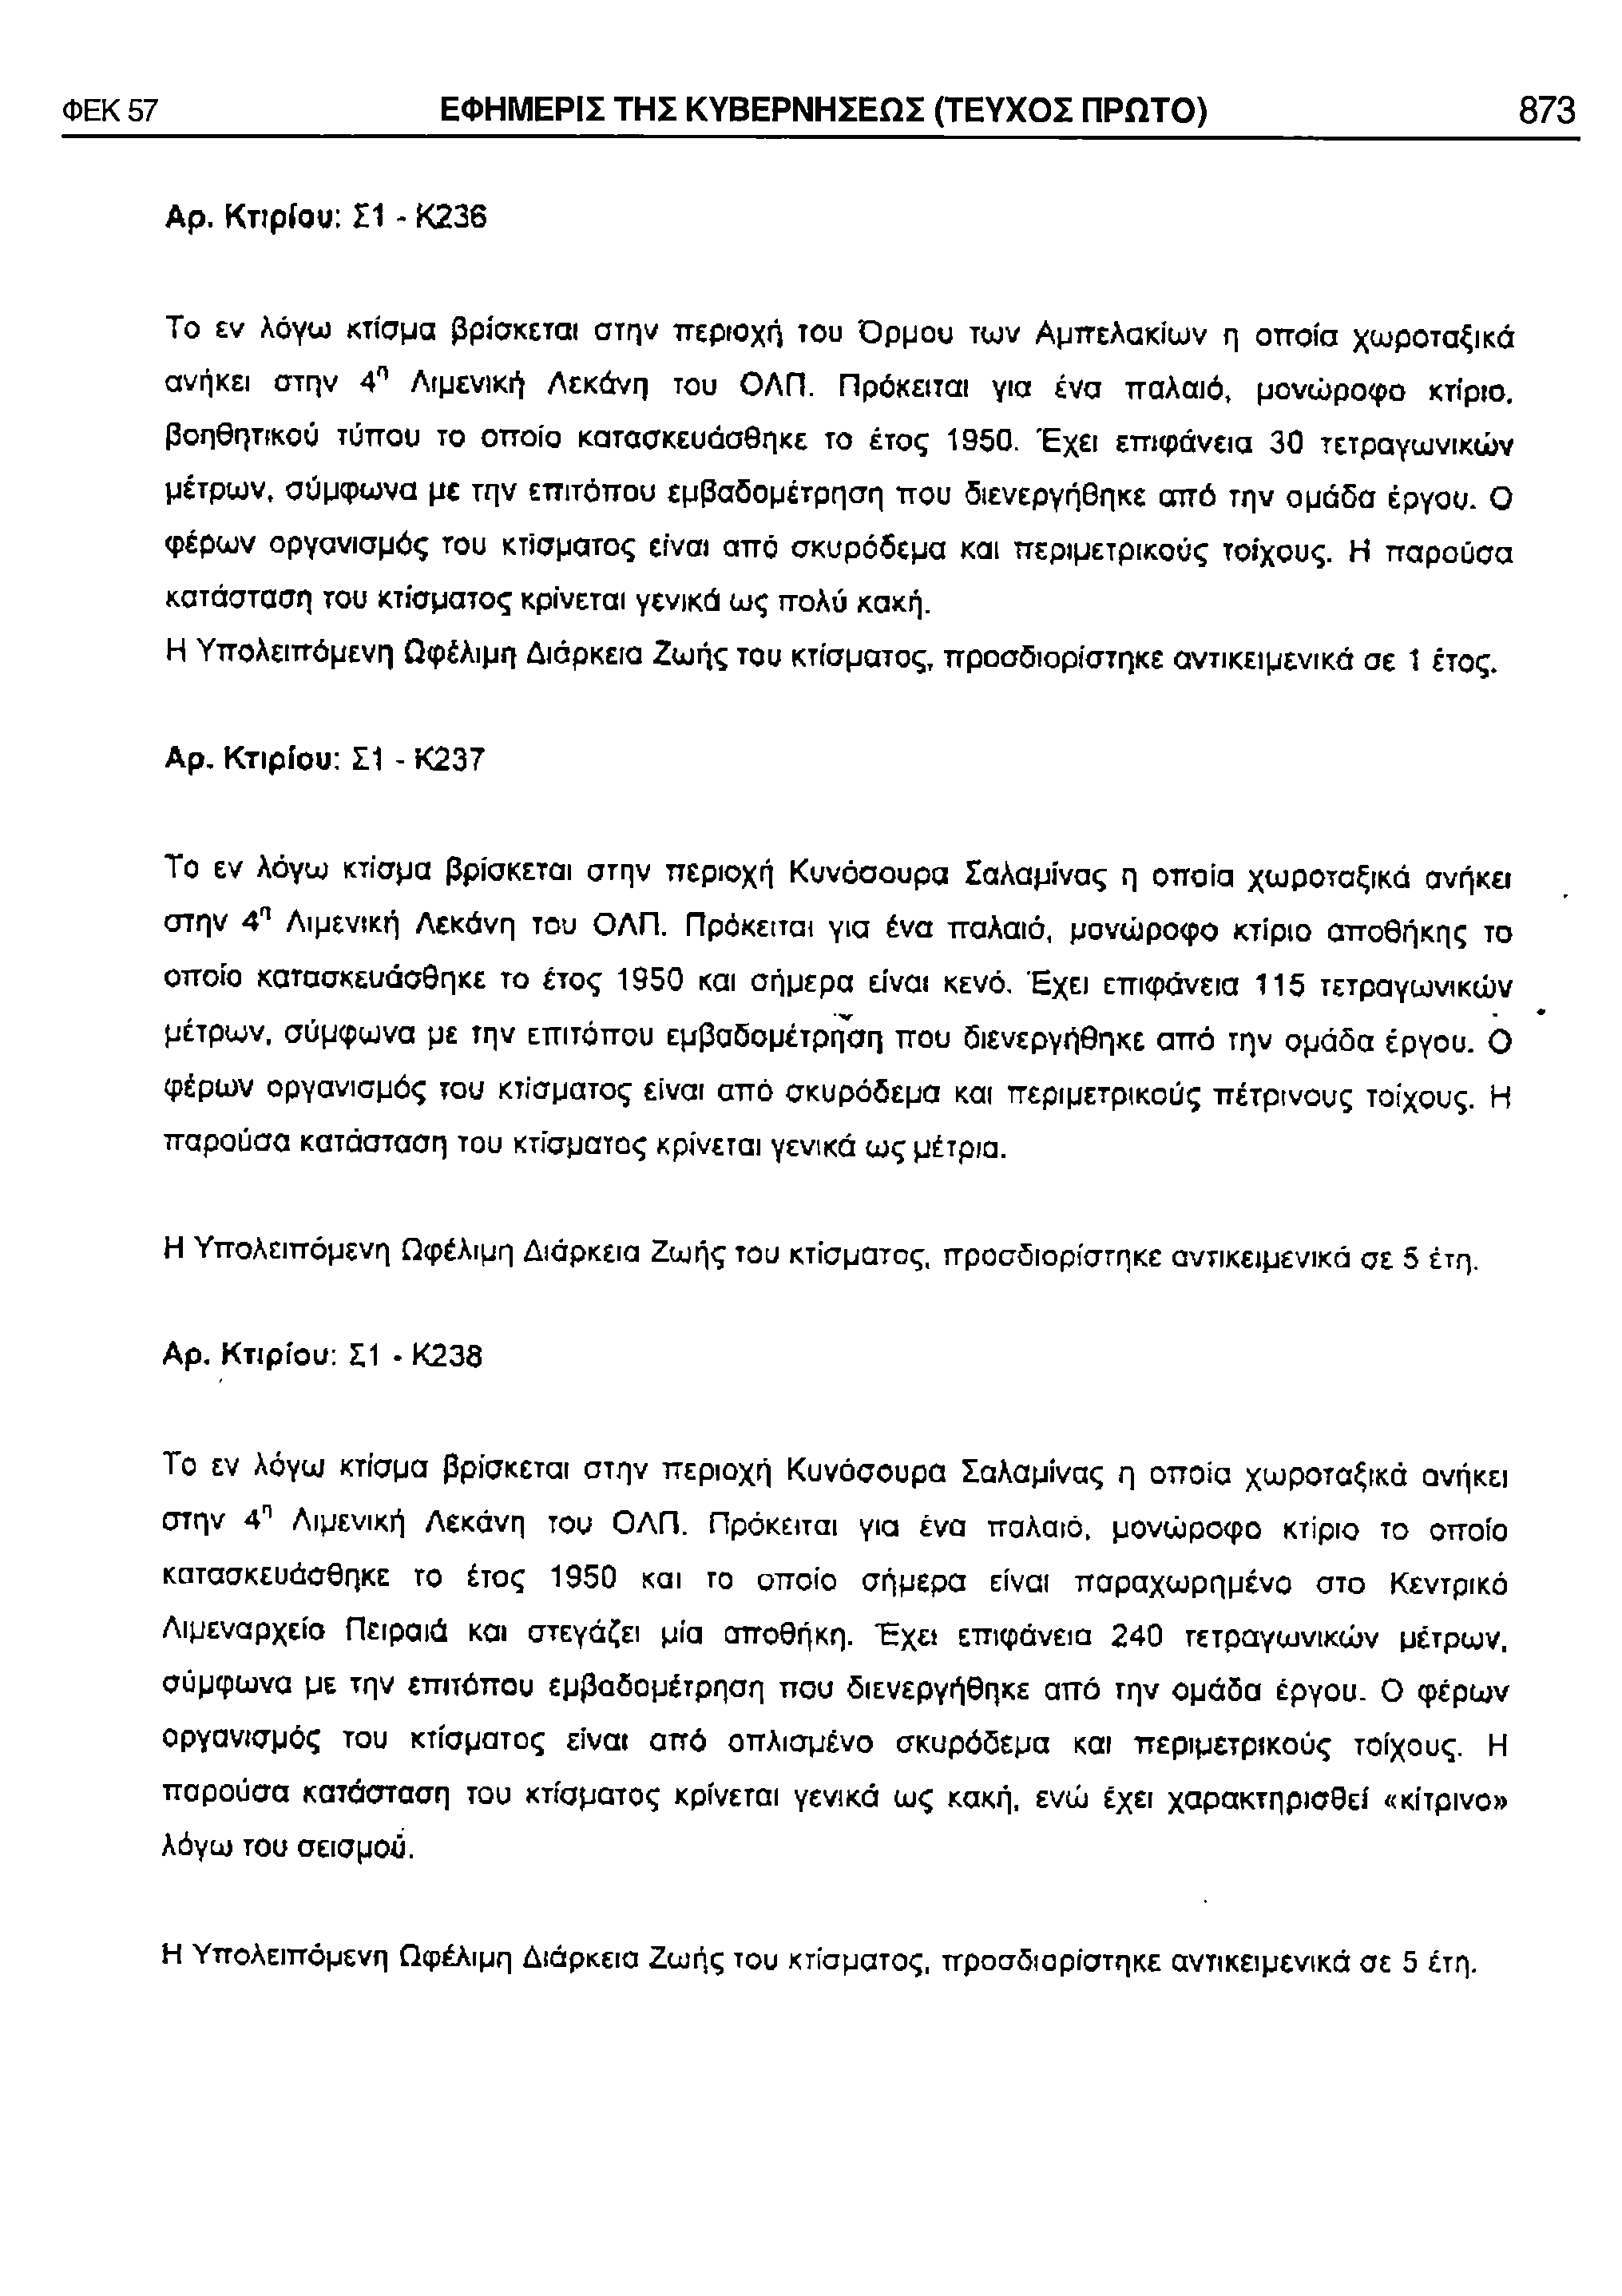 ΦΕΚ 57 ΕΦΗΜΕΡΙΣ ΤΗΣ ΚΥΒΕΡΝΗΣΕΩΣ (ΤΕΥΧΟΣ ΠΡΩΤΟ) 873
Αρ. Κτιρίου: Σ1 - Κ236
Το εν λόγω κτίσμα βρίσκεται στην περιοχή του Όρμου των Αμπελακίων η οποία χωροταξικά
ανήκει στην 4η Λιμενική Λεκάνη του ΟΛΠ. Πρόκειται για ένα παλαιό, μονώροφο κτίριο,
βοηθητικού τύπου το οποίο κατασκευάσθηκε το έτος 1950. Έχει επιφάνεια 30 τετραγωνικών
μέτρων, σύμφωνα με την επιτόπου εμβαδομέτρηση που διενεργήθηκε από την ομάδα έργου. Ο
φέρων οργανισμός του κτίσματος είναι από σκυρόδεμα και περιμετρικούς τοίχους. Η παρούσα
κατάσταση του κτίσματος κρίνεται γενικά ως πολύ κακή.
Η Υπολειπόμενη Ωφέλιμη Διάρκεια Ζωής του κτίσματος, προσδιορίστηκε αντικειμενικά σε 1 έτος.
Αρ. Κτιρίου: Σ1 - Κ237
Το εν λόγω κτίσμα βρίσκεται στην περιοχή Κυνόσουρα Σαλαμίνας η οποία χωροταξικά ανήκει
στην 4η Λιμενική Λεκάνη του ΟΛΠ. Πρόκειται για ένα παλαιό, μονώροφο κτίριο αποθήκης το
οποίο κατασκευάσθηκε το έτος 1950 και σήμερα είναι κενό. Έχει επιφάνεια 115 τετραγωνικών
μέτρων, σύμφωνα με την επιτόπου εμβαδομέτρηση που διενεργήθηκε από την ομάδα έργου. Ο
φέρων οργανισμός του κτίσματος είναι από σκυρόδεμα και περιμετρικούς πέτρινους τοίχους. Η
παρούσα κατάσταση του κτίσματος κρίνεται γενικά ως μέτρια.
Η Υπολειπόμενη Ωφέλιμη Διάρκεια Ζωής του κτίσματος, προσδιορίστηκε αντικειμενικά σε 5 έτη.
Αρ. Κτιρίου: Σ1 - Κ238
Το εν λόγω κτίσμα βρίσκεται στην περιοχή Κυνόσουρα Σαλαμίνας η οποία χωροταξικά ανήκει
στην 4η Λιμενική Λεκάνη του ΟΛΠ. Πρόκειται για ένα παλαιό, μονώροφο κτίριο το οποίο
κατασκευάσθηκε το έτος 1950 και το οποίο σήμερα είναι παραχωρημένο στο Κεντρικό
Λιμεναρχείο Πειραιά και στεγάζει μία αποθήκη. Έχει επιφάνεια 240 τετραγωνικών μέτρων,
σύμφωνα με την επιτόπου εμβαδομέτρηση που διενεργήθηκε από την ομάδα έργου. Ο φέρων
οργανισμός του κτίσματος είναι από οπλισμένο σκυρόδεμα και περιμετρικούς τοίχους. Η
παρούσα κατάσταση του κτίσματος κρίνεται γενικά ως κακή, ενώ έχει χαρακτηρισθεί «κίτρινο»
λόγω του σεισμού.
Η Υπολειπόμενη Ωφέλιμη Διάρκεια Ζωής του κτίσματος, προσδιορίστηκε αντικειμενικά σε 5 έτη.